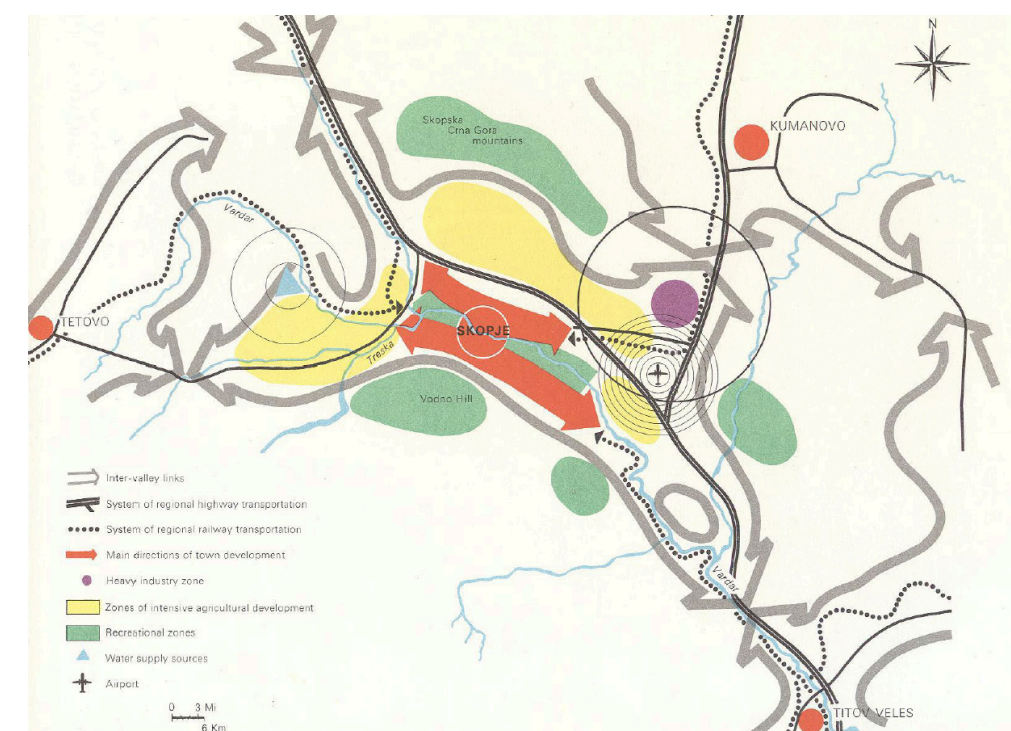 N
Skopska
Crna Gora
mountains
KUMANOVO
Vardar
TETOVO
SKOPJE
Treska
Vodno Hill
Inter-valley links
System of regional highway transportation
System of regional railway transportation
Main directions of town development
Heavy industry zone
Zones of intensive agricultural development
Recreational zones
Water supply sources
Airport
0 3 Mi
6 Km
Vardar
TITOV VELES